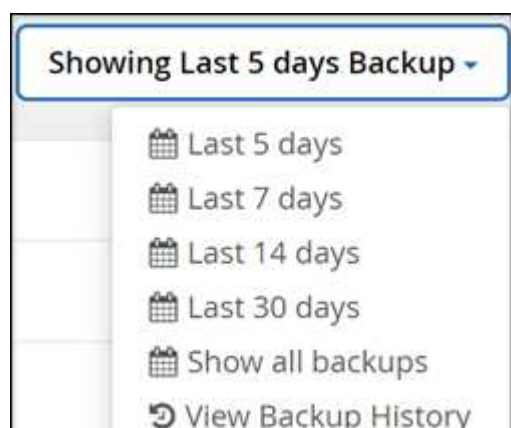 Showing Last 5 days Backup
Last 5 days
Last 7 days
Last 14 days
Last 30 days
Show all backups
View Backup History